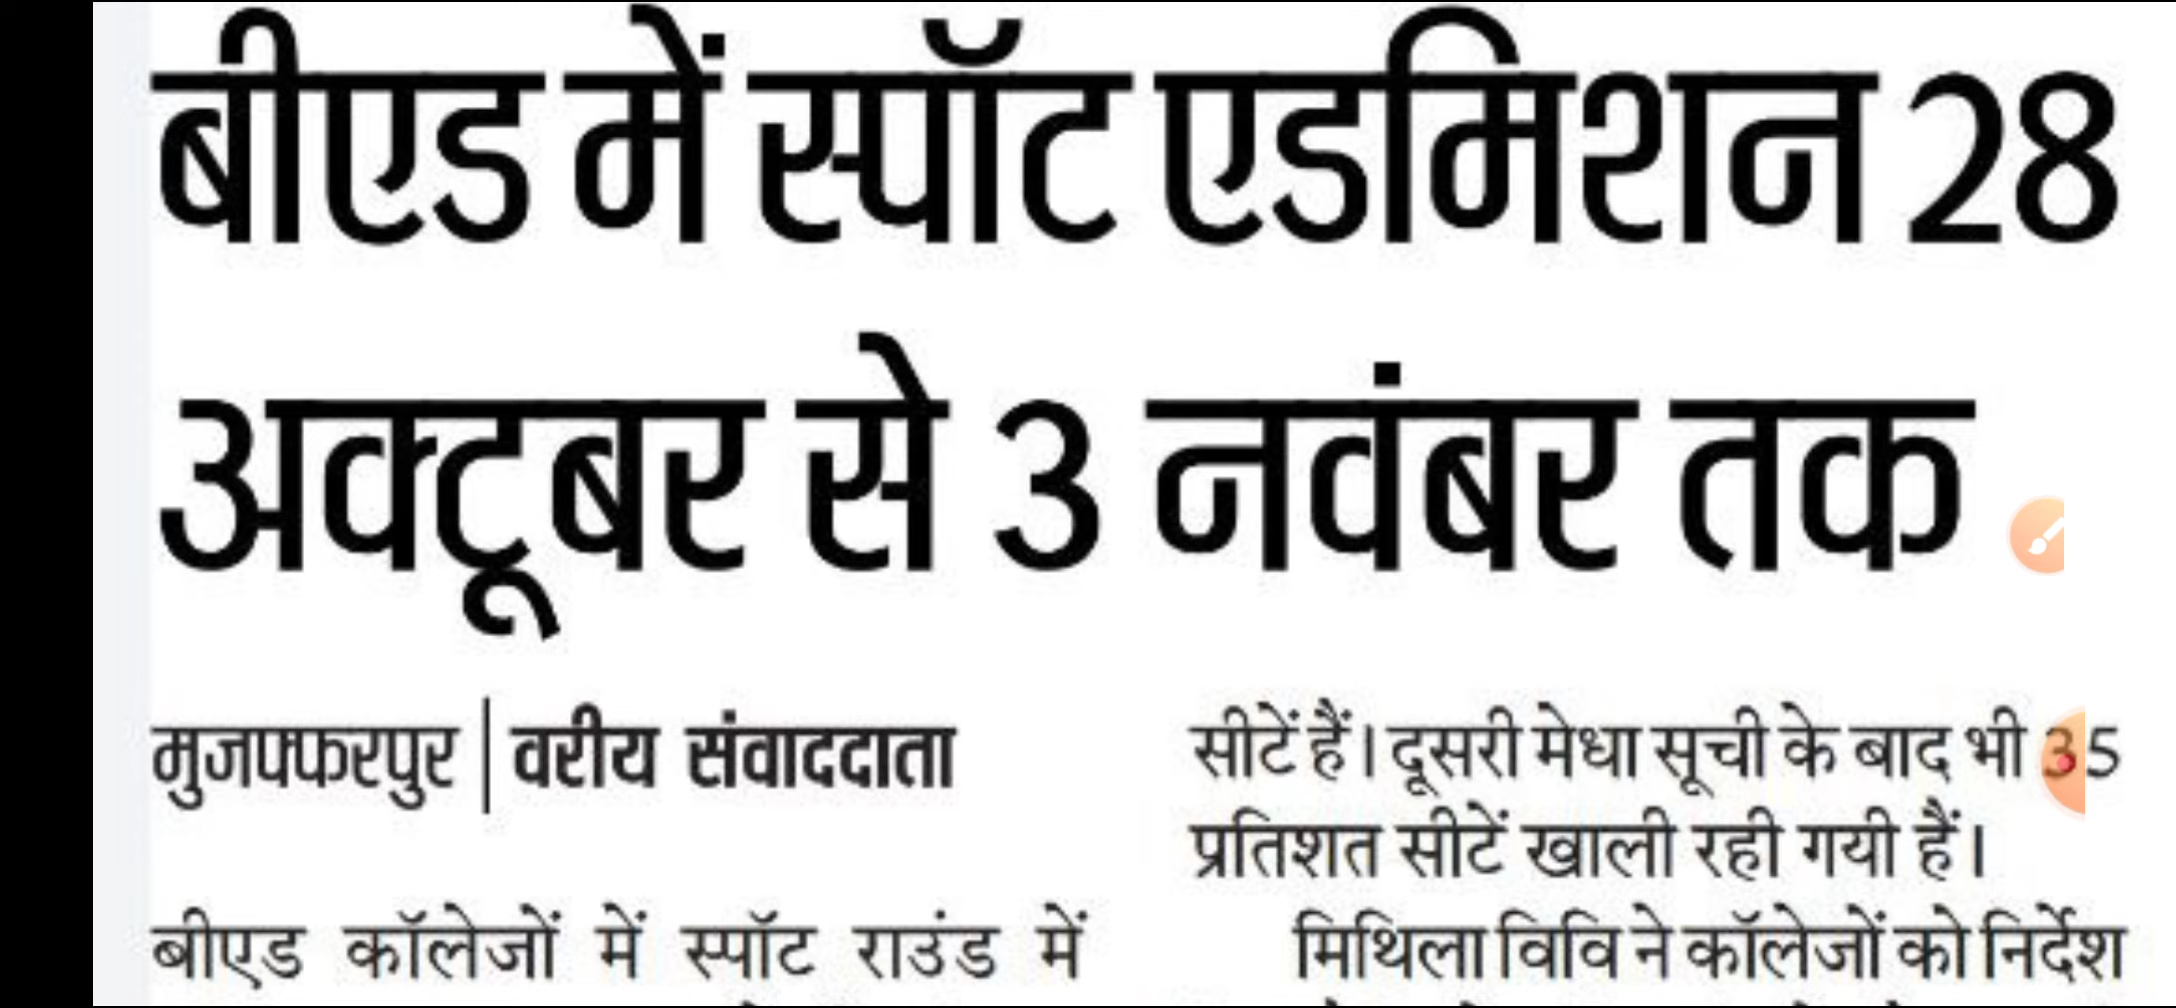 बीएड में स्पॉट एडमिशन 28
अक्टूबर से 3 नवंबर तक
मुजफ्फरपुर | वरीय संवाददाता
बीएड कॉलेजों में स्पॉट राउंड में
सीटें हैं। दूसरी मेधा सूची के बाद भी 35
प्रतिशत सीटें खाली रही गयी हैं।
मिथिला विवि ने कॉलेजों को निर्देश